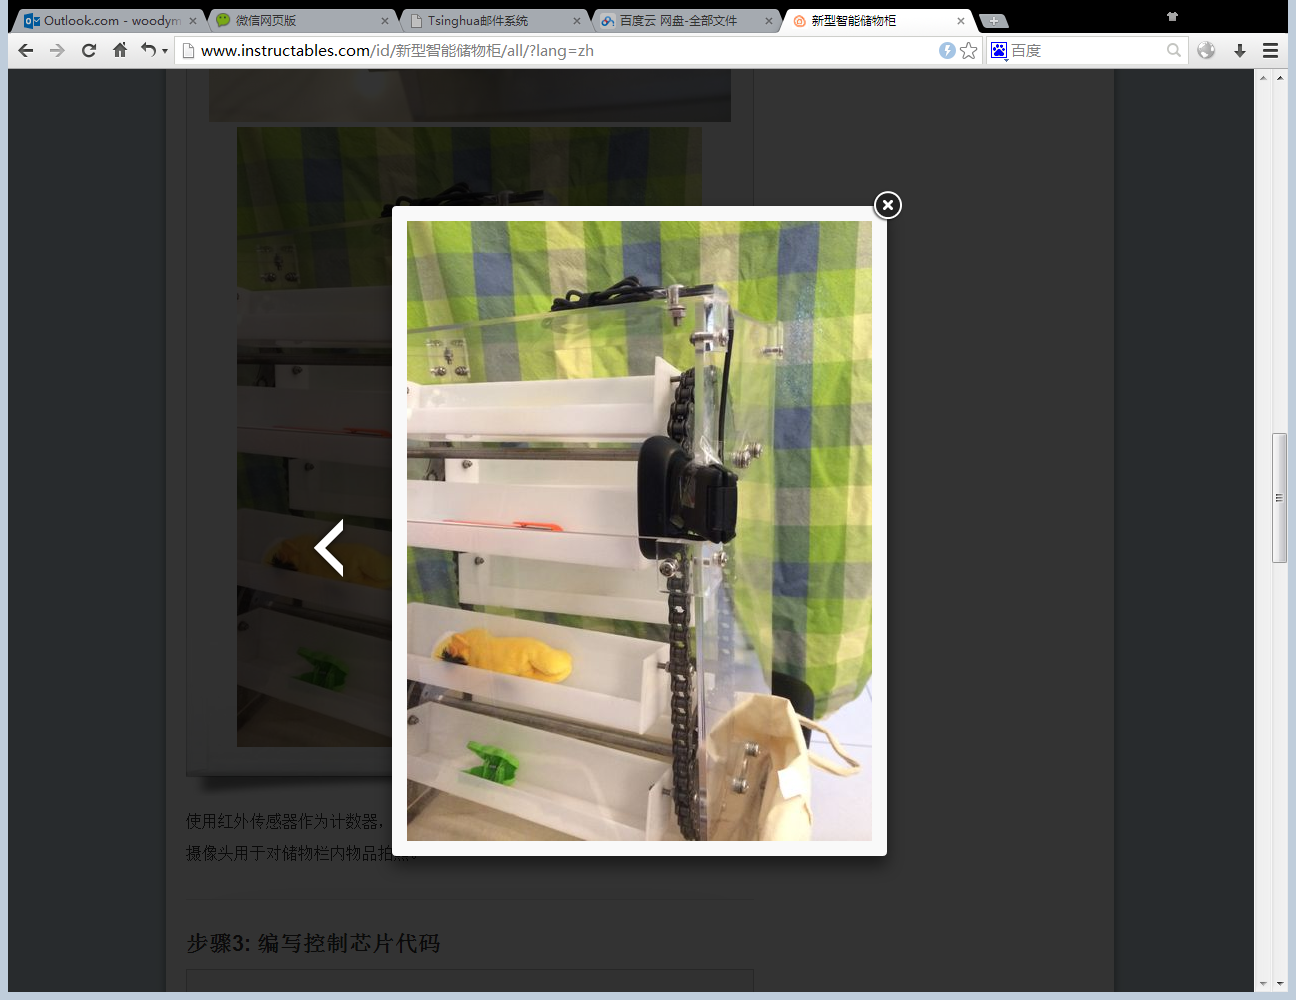 Outlook.com - woodym
微信网页版
Tsinghua邮件系统
百度云 网盘-全部文件
新型智能储物柜
www.instructables.com/id/新型智能储物柜/all/?lang=zh
百度
使用红外传感器作为计数器，
摄像头用于对储物栏内物品拍
步骤3: 编写控制芯片代码